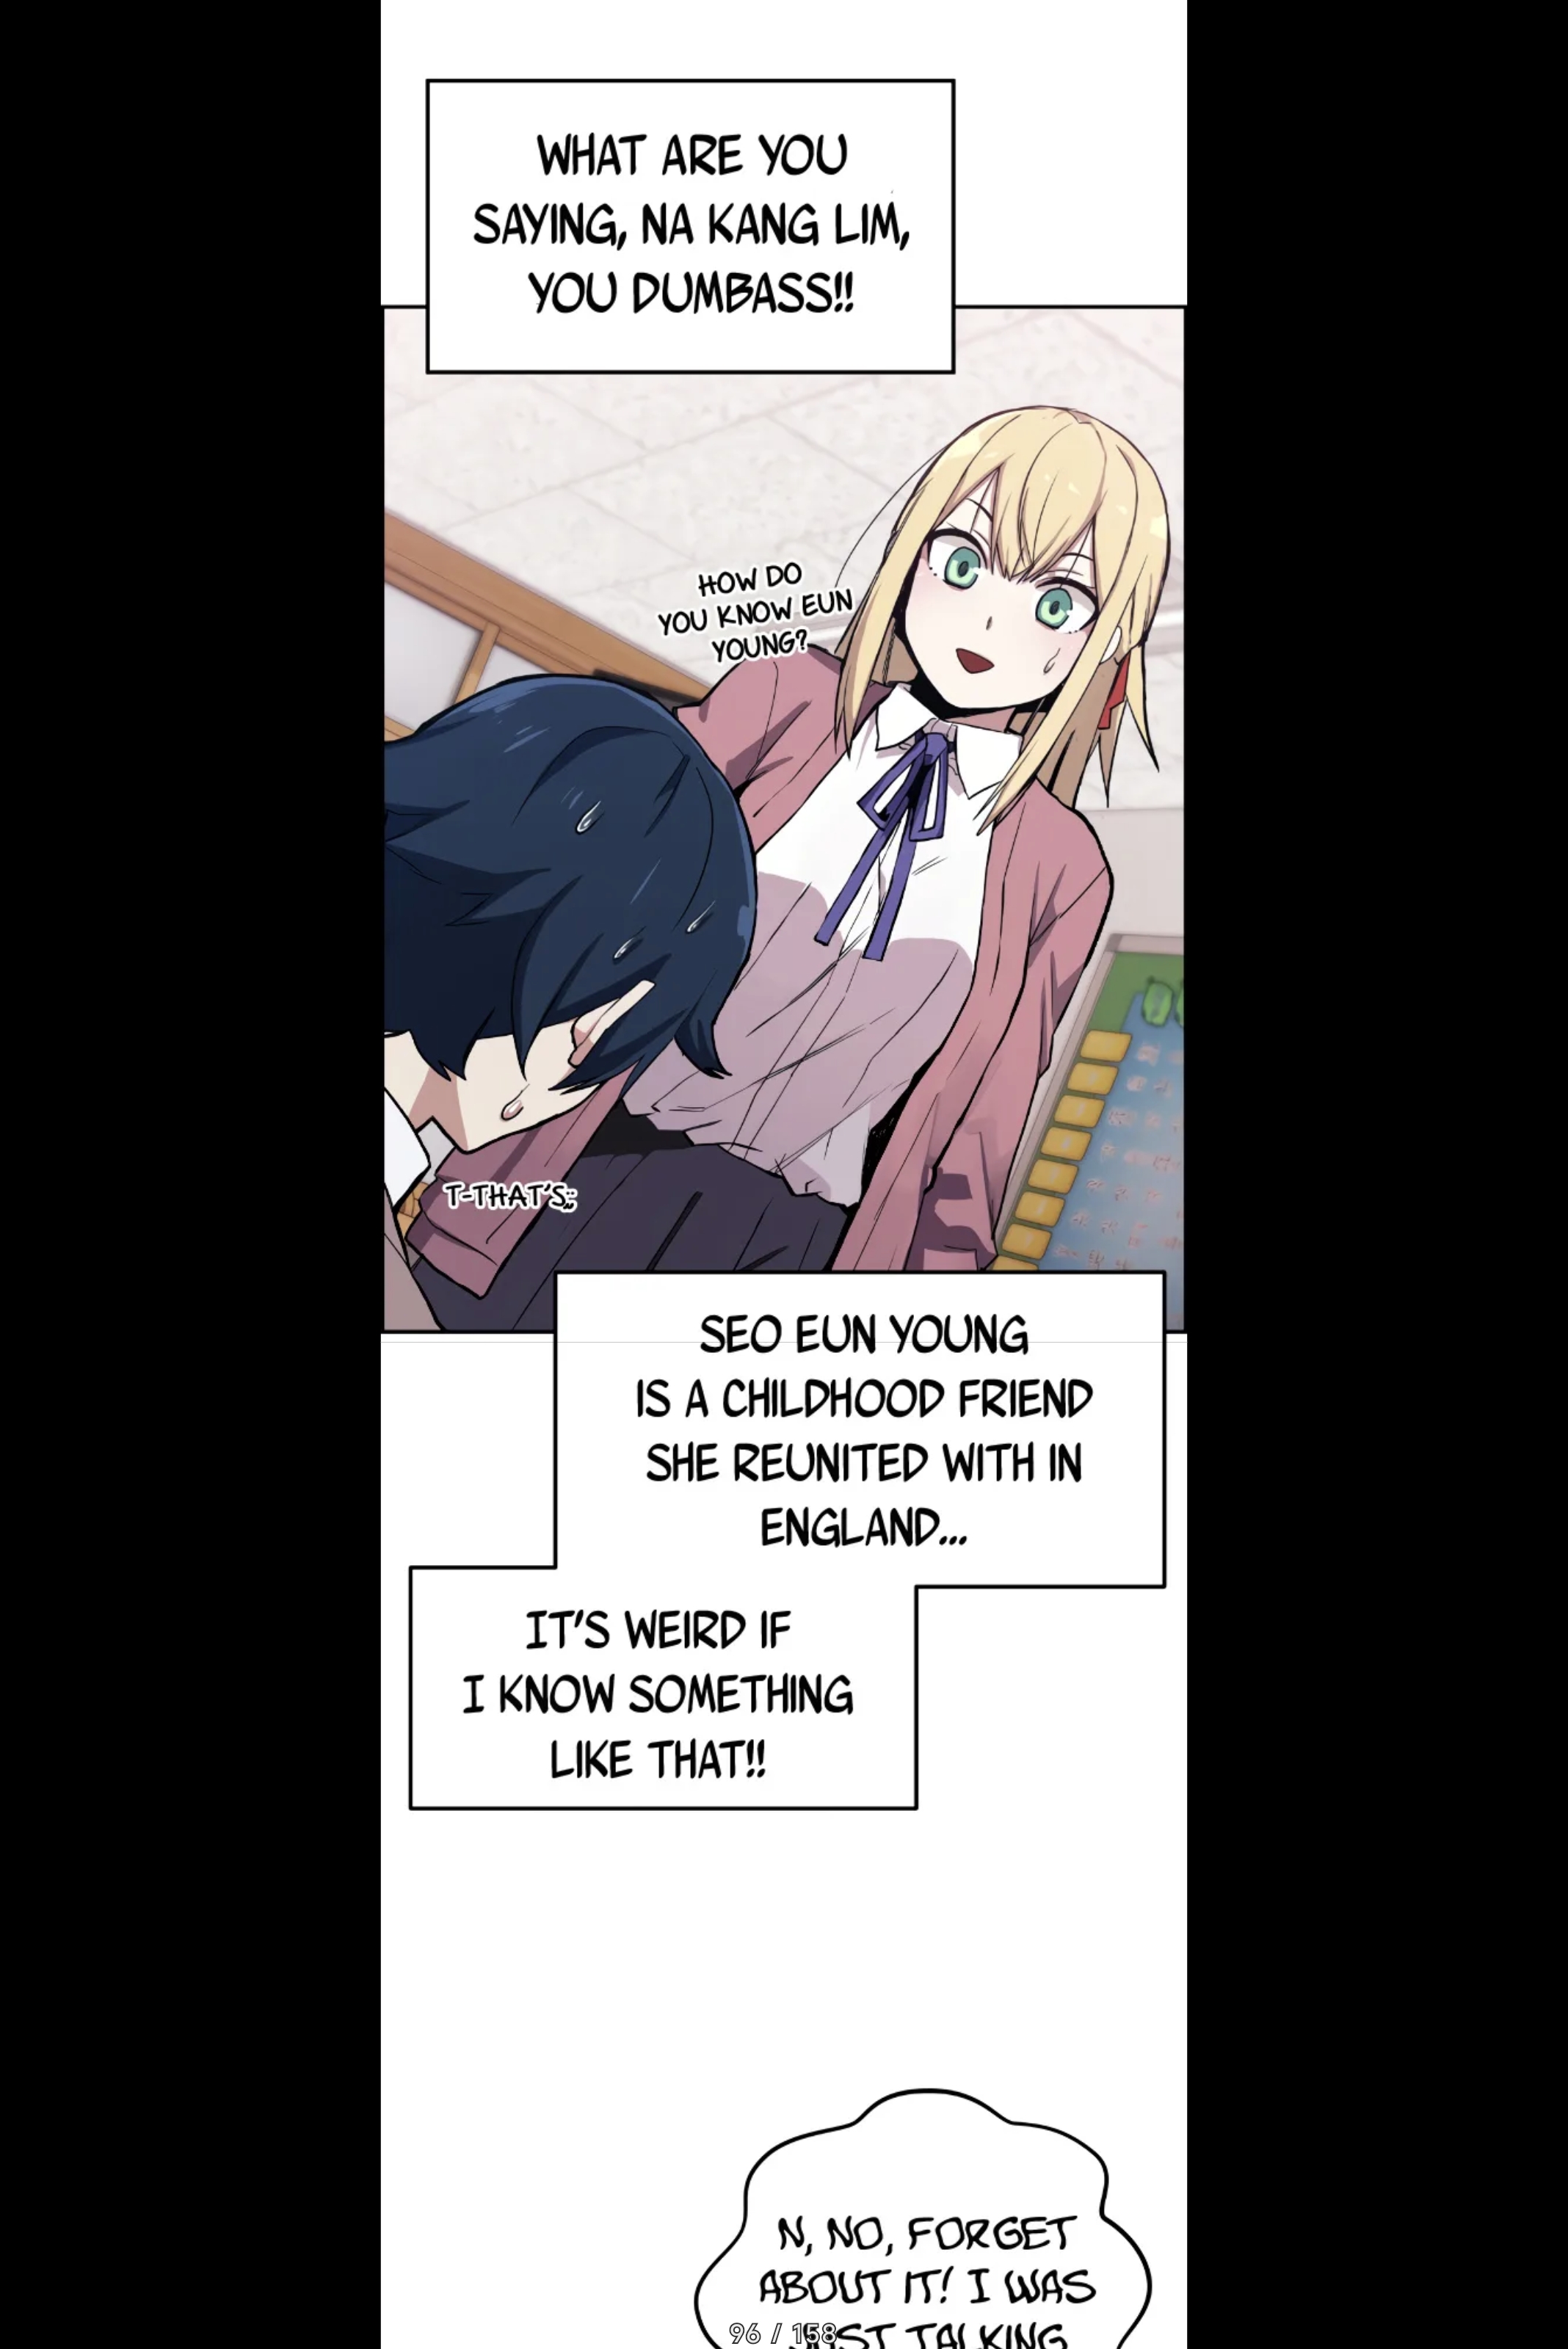 WHAT ARE YOU
SAYING, NA KANG LIM,
YOU DUMBASS!!
HOW DO
YOU KNOW EUN
YOUNG?
T-THAT'S;;
SEO EUN YOUNG
IS A CHILDHOOD FRIEND
SHE REUNITED WITH IN
ENGLAND...
IT'S WEIRD IF
I KNOW SOMETHING
LIKE THAT!!
N, NO, FORGET
ABOUT IT! I WAS
JUST TALKING
96 / 158